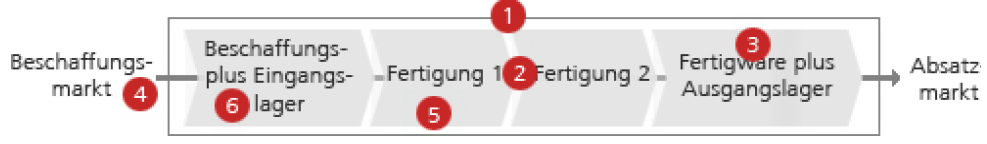 1
Beschaffungs-
markt 4
Beschaffungs-
plus Eingangs-
6 lager
Fertigung 1
5
2
Fertigung 2
3
Fertigware plus
Ausgangslager
Absatz-
markt